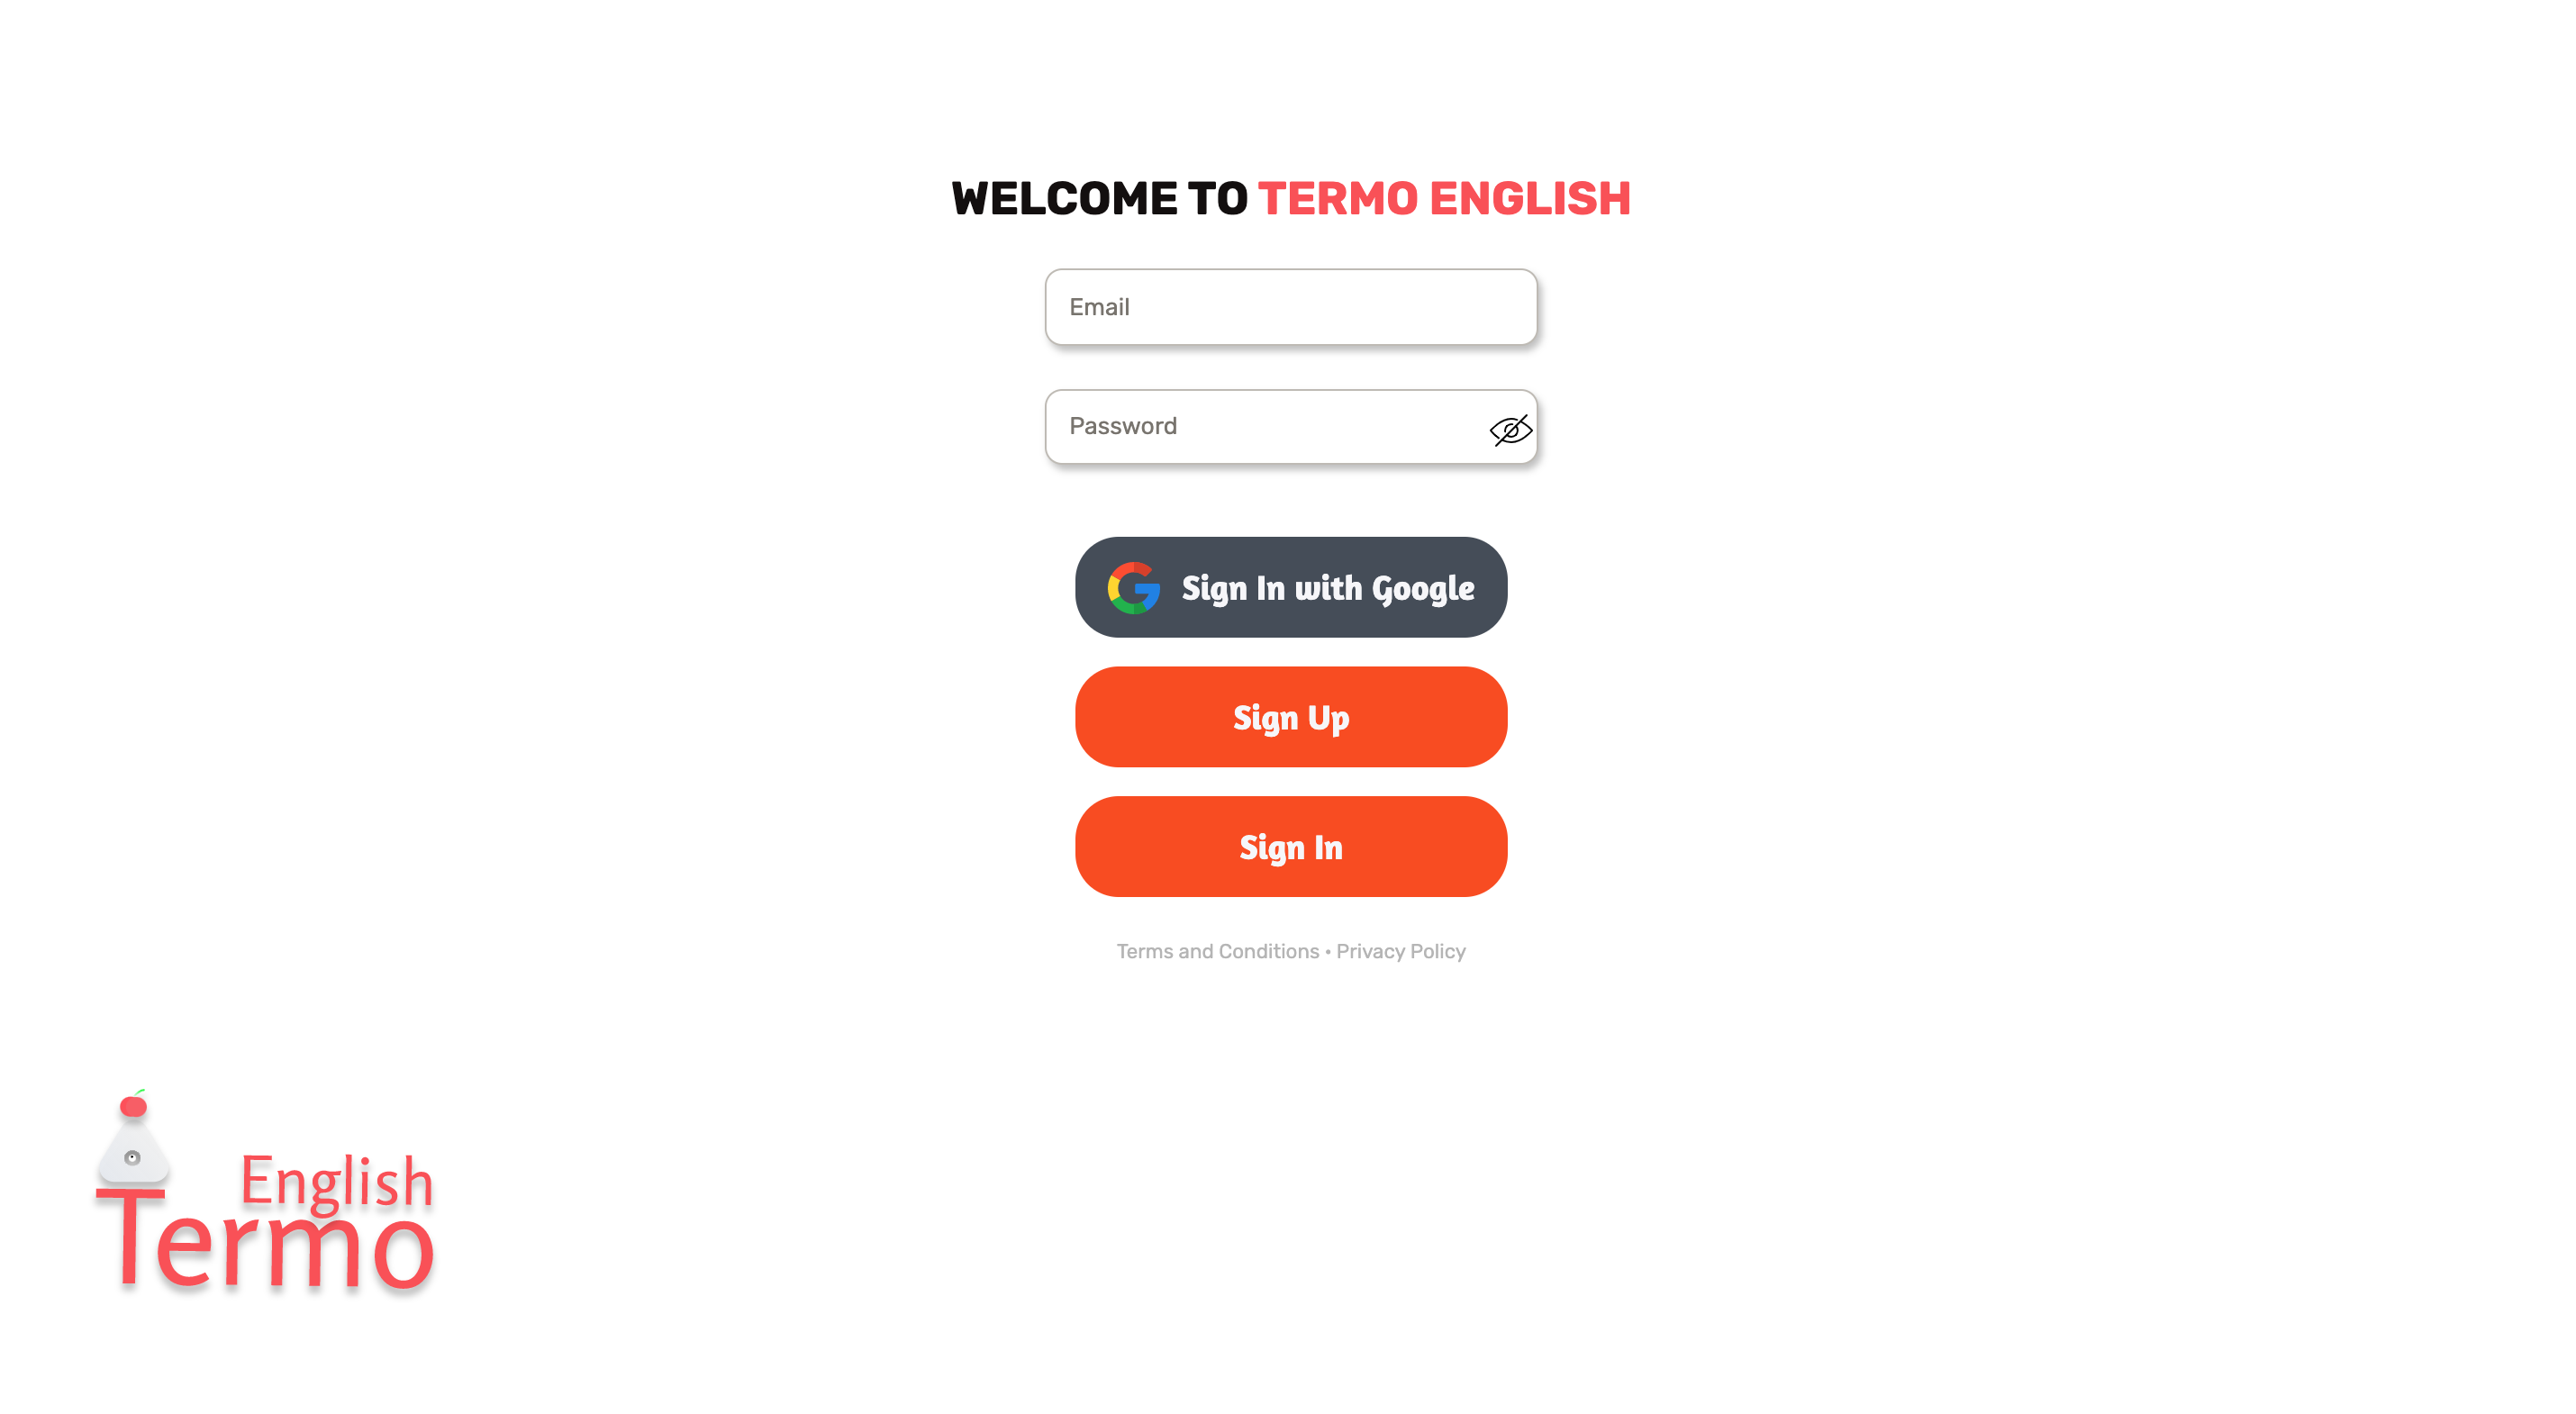 WELCOME TO TERMO ENGLISH
Email
Password
Sign In with Google
Sign Up
Sign In
Terms and Conditions • Privacy Policy
English
Termo